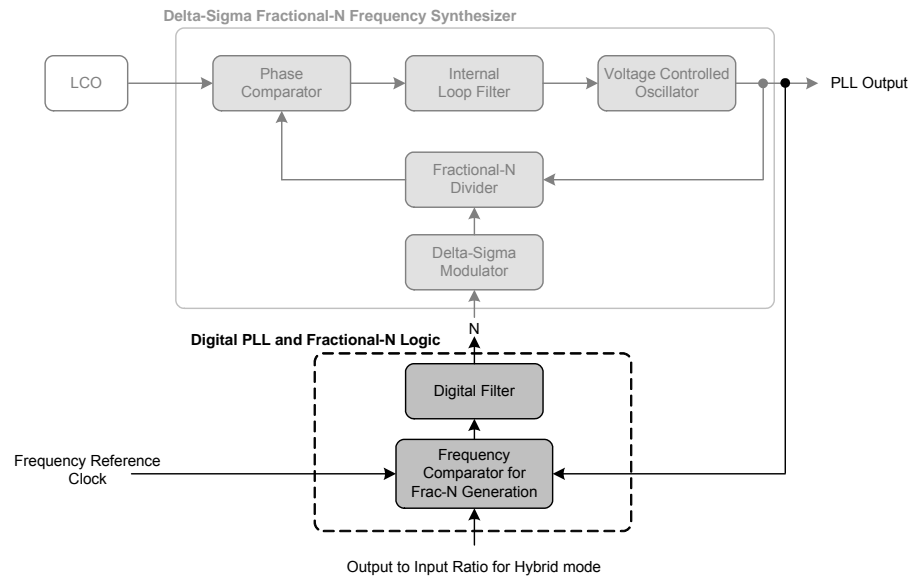 Delta-Sigma Fractional-N Frequency Synthesizer
LCO
Phase
Comparator
Internal
Loop Filter
Voltage Controlled
Oscillator
PLL Output
Fractional-N
Divider
Delta-Sigma
Modulator
N
Digital PLL and Fractional-N Logic
Digital Filter
Frequency Reference
Clock
Frequency
Comparator for
Frac-N Generation
Output to Input Ratio for Hybrid mode